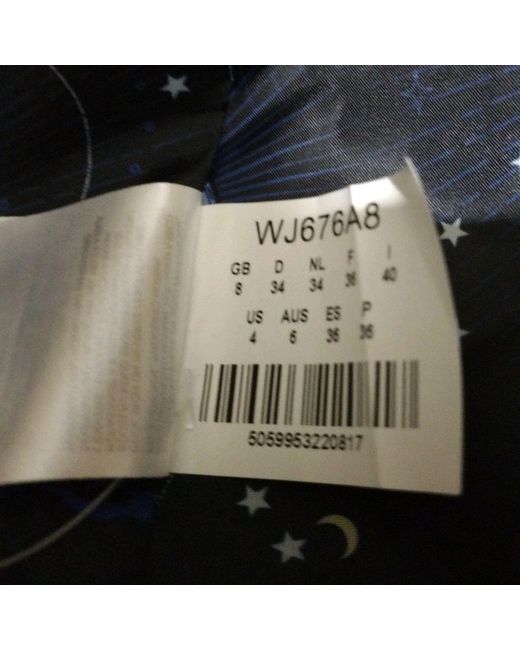 WJ676A8
GB D NL F I
8 34 34 36 40
US AUS ES P
4 6 36 36
5059953220817